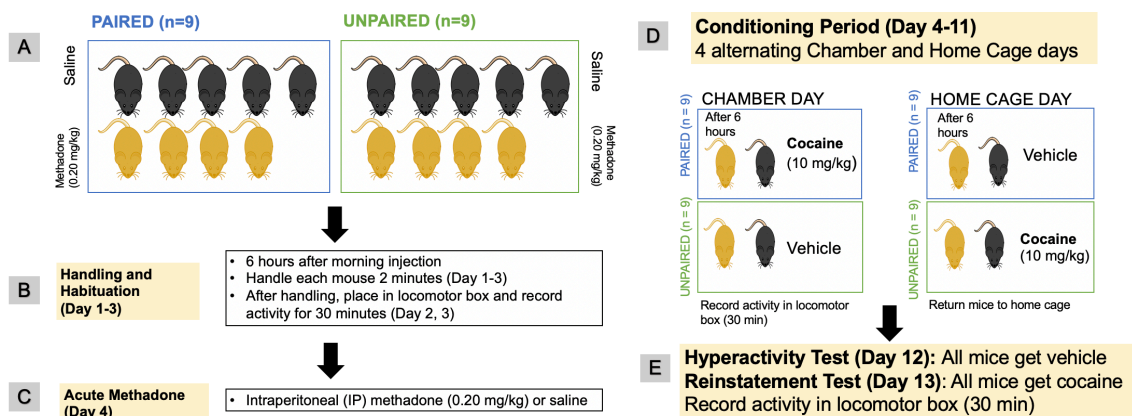 A
PAIRED (n=9)
UNPAIRED (n=9)
Saline
Methadone
(0.20 mg/kg)
Saline
Methadone
(0.20 mg/kg)
B
Handling and
Habituation
(Day 1-3)
• 6 hours after morning injection
• Handle each mouse 2 minutes (Day 1-3)
• After handling, place in locomotor box and record
activity for 30 minutes (Day 2, 3)
C
Acute Methadone
(Day 4)
• Intraperitoneal (IP) methadone (0.20 mg/kg) or saline
D
Conditioning Period (Day 4-11)
4 alternating Chamber and Home Cage days
CHAMBER DAY
PAIRED (n = 9)
After 6
hours
Cocaine
(10 mg/kg)
UNPAIRED (n = 9)
Vehicle
Record activity in locomotor
box (30 min)
HOME CAGE DAY
PAIRED (n = 9)
After 6
hours
Vehicle
UNPAIRED (n = 9)
Cocaine
(10 mg/kg)
Return mice to home cage
E
Hyperactivity Test (Day 12): All mice get vehicle
Reinstatement Test (Day 13): All mice get cocaine
Record activity in locomotor box (30 min)